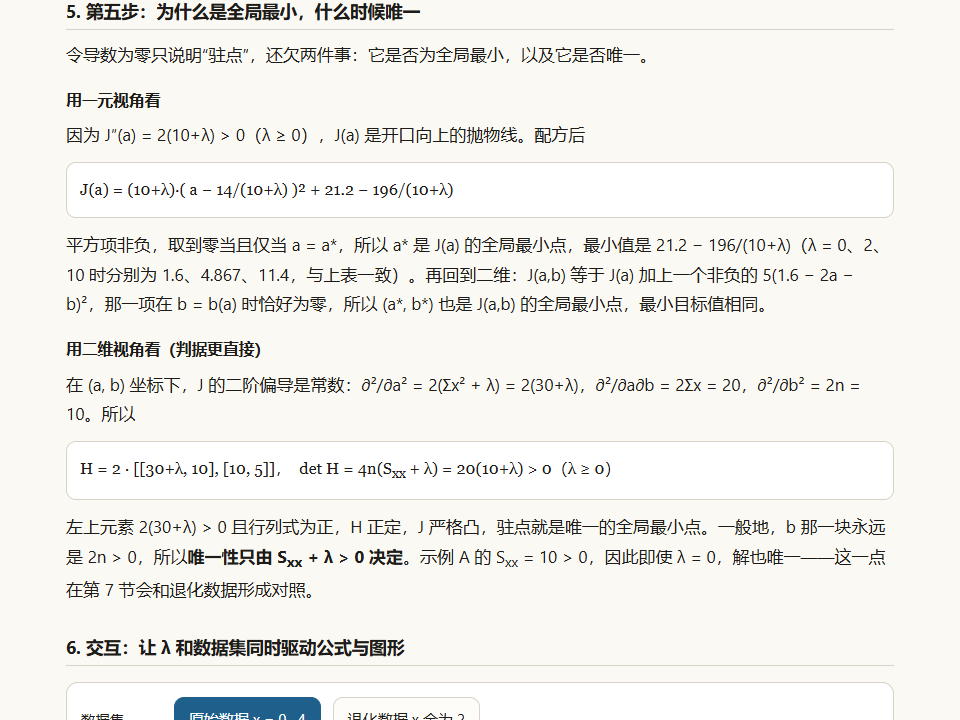 5. 第五步：为什么是全局最小，什么时候唯一
令导数为零只说明“驻点”，还欠两件事：它是否为全局最小，以及它是否唯一。
用一元视角看
因为 J″(a) = 2(10+λ) > 0（λ ≥ 0），J(a) 是开口向上的抛物线。配方后
J(a) = (10+λ)·( a − 14/(10+λ) )² + 21.2 − 196/(10+λ)
平方项非负，取到零当且仅当 a = a*，所以 a* 是 J(a) 的全局最小点，最小值是 21.2 − 196/(10+λ)（λ = 0、2、
10 时分别为 1.6、4.867、11.4，与上表一致）。再回到二维：J(a,b) 等于 J(a) 加上一个非负的 5(1.6 − 2a −
b)²，那一项在 b = b(a) 时恰好为零，所以 (a*, b*) 也是 J(a,b) 的全局最小点，最小目标值相同。
用二维视角看（判据更直接）
在 (a, b) 坐标下，J 的二阶偏导是常数：∂²/∂a² = 2(Σx² + λ) = 2(30+λ)，∂²/∂a∂b = 2Σx = 20，∂²/∂b² = 2n =
10。所以
H = 2 · [[30+λ, 10], [10, 5]]， det H = 4n(Sxx + λ) = 20(10+λ) > 0（λ ≥ 0）
左上元素 2(30+λ) > 0 且行列式为正，H 正定，J 严格凸，驻点就是唯一的全局最小点。一般地，b 那一块永远
是 2n > 0，所以唯一性只由 Sxx + λ > 0 决定。示例 A 的 Sxx = 10 > 0，因此即使 λ = 0，解也唯一——这一点
在第 7 节会和退化数据形成对照。
6. 交互：让 λ 和数据集同时驱动公式与图形
数据集 原始数据 x = 0..4 退化数据 x 全为 2